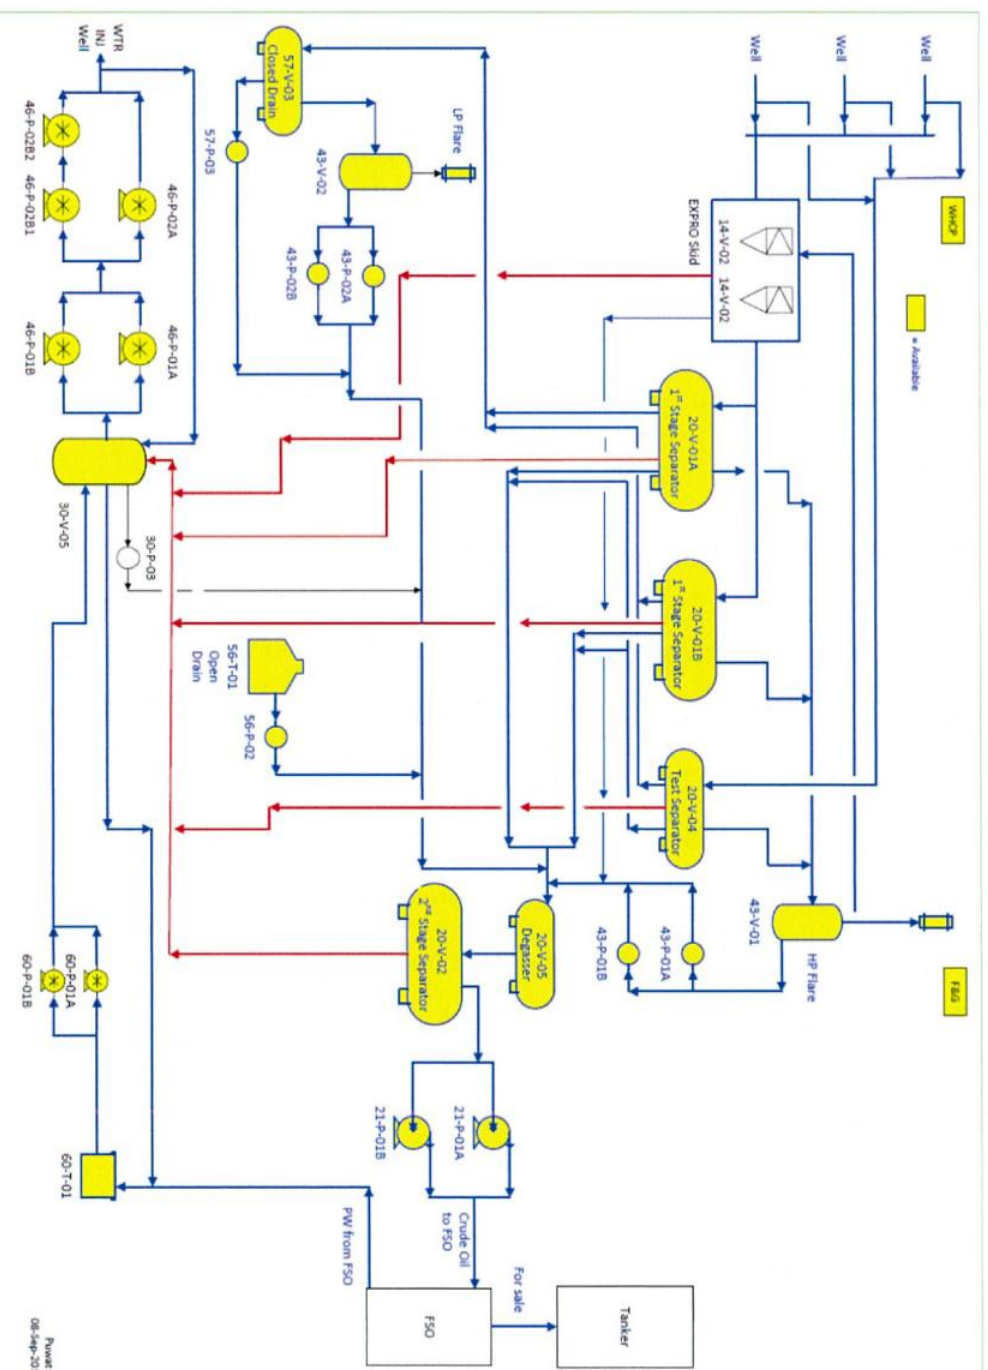 WHCP
= Available
F&G
Well
Well
Well
14-V-02
14-V-02
EXPRO Skid
20-V-01A
1st Stage Separator
20-V-01B
1st Stage Separator
20-V-04
Test Separator
43-V-01
HP Flare
43-P-01A
43-P-01B
LP Flare
57-V-03
Closed Drain
43-V-02
57-P-03
43-P-02A
43-P-02B
20-V-05
Degasser
20-V-02
2nd Stage Separator
21-P-01A
21-P-01B
Crude Oil
to FSO
For sale
Tanker
FSO
PW from FSO
56-T-01
Open
Drain
56-P-02
WTR
INJ
Well
46-P-02A
46-P-02B2
46-P-02B1
46-P-01A
46-P-01B
30-V-05
30-P-03
60-P-01A
60-P-01B
60-T-01
Puwat